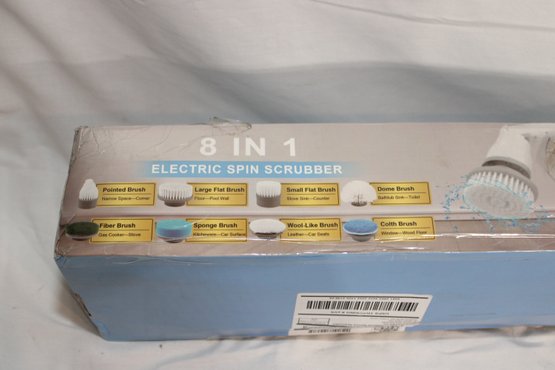 8 IN 1
ELECTRIC SPIN SCRUBBER
Pointed Brush
Narrow Space—Corner
Large Flat Brush
Floor—Pool Wall
Small Flat Brush
Stove Sink—Counter
Dome Brush
Bathtub Sink—Toilet
Fiber Brush
Gas Cooker—Stove
Sponge Brush
Kitchenware—Car Surface
Wool-Like Brush
Leather—Car Seats
Colth Brush
Window—Wood Floor